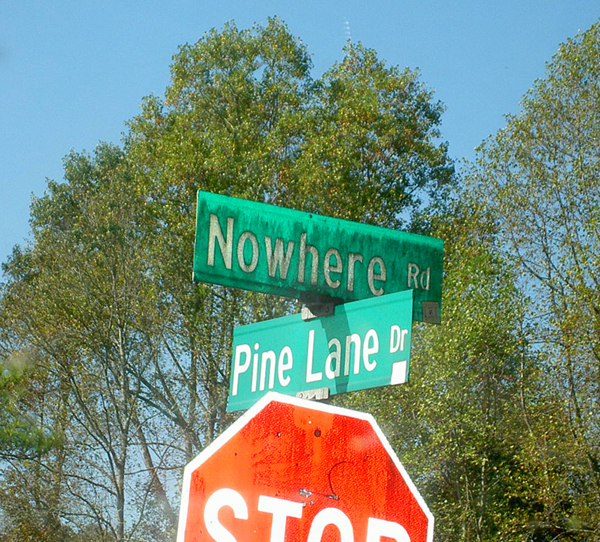 Nowhere Rd
Pine Lane Dr
STOP